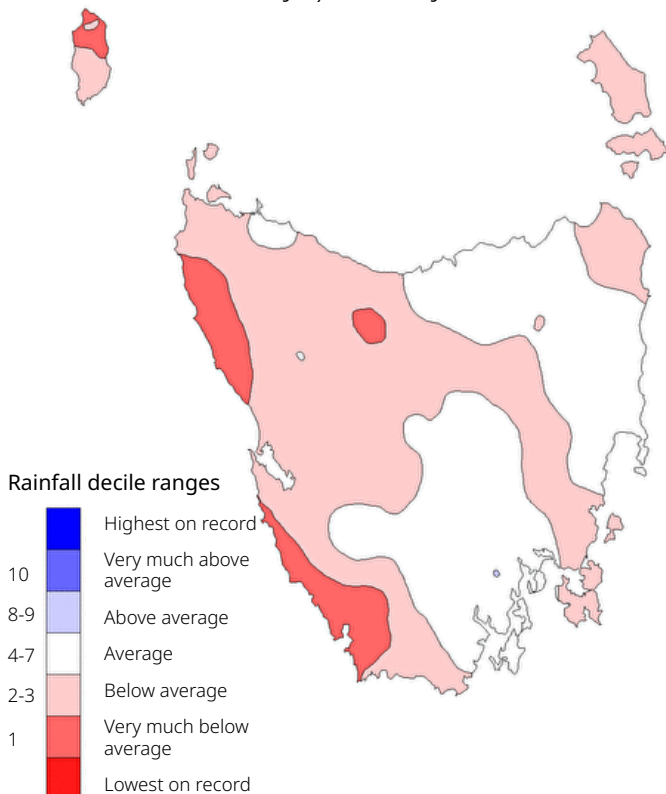 Rainfall decile ranges
Highest on record
10
Very much above
average
8-9
Above average
4-7
Average
2-3
Below average
1
Very much below
average
Lowest on record